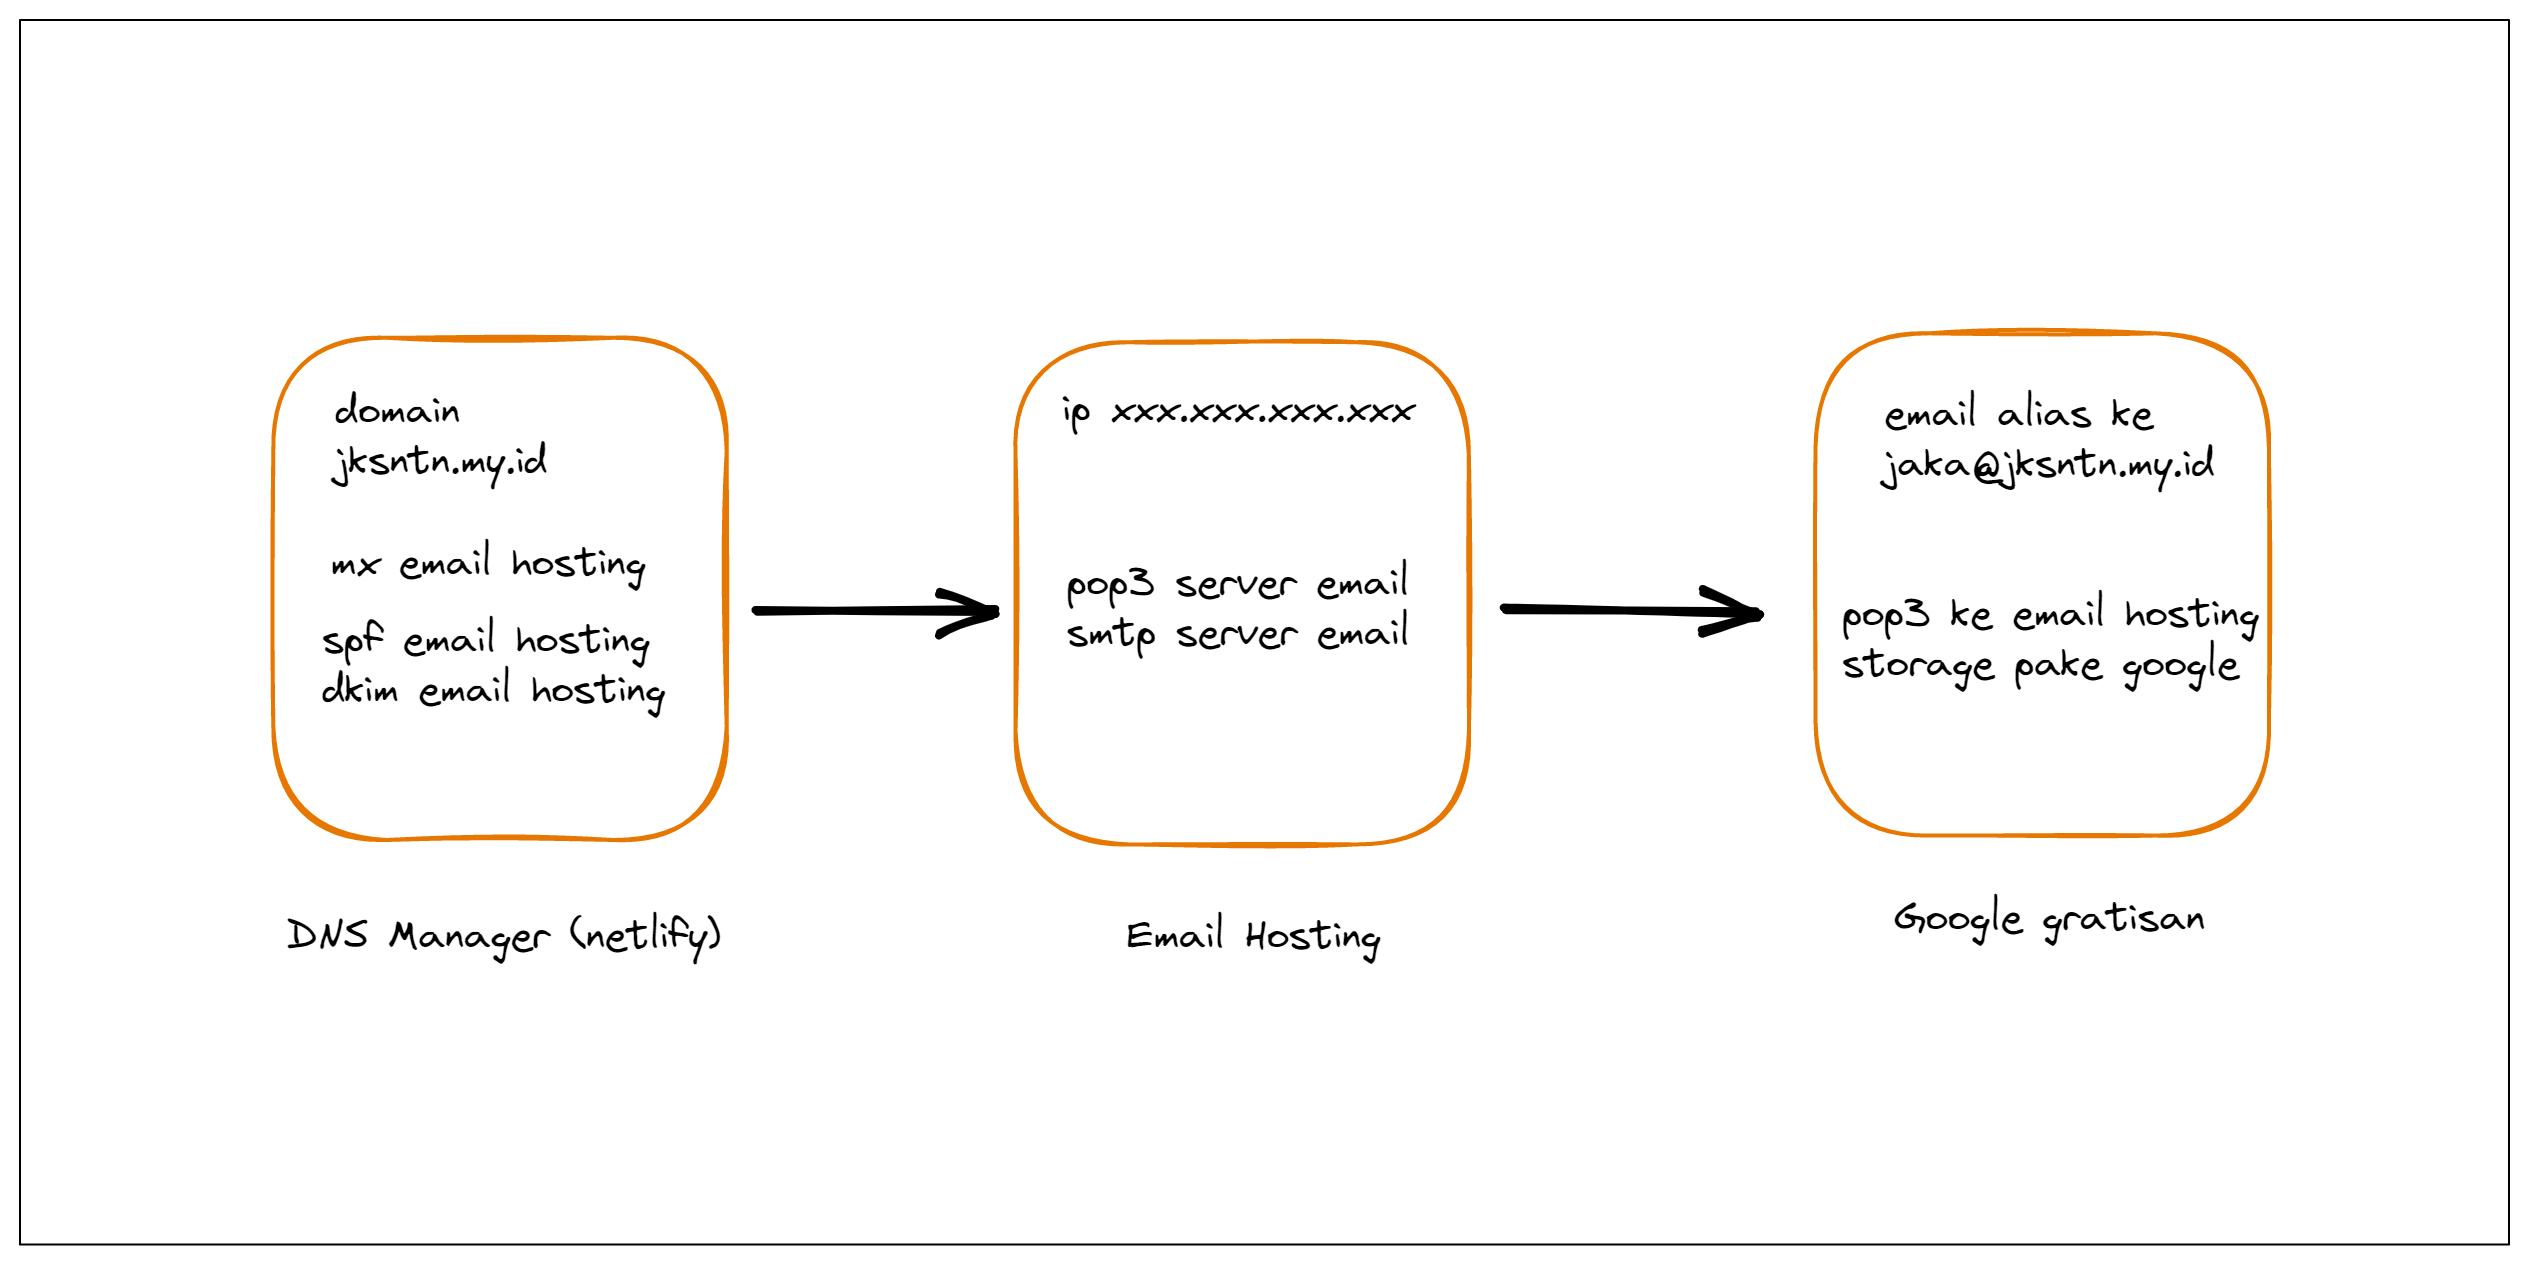 domain
jksntn.my.id
mx email hosting
spf email hosting
dkim email hosting
DNS Manager (netlify)
ip xxx.xxx.xxx.xxx
pop3 server email
smtp server email
Email Hosting
email alias ke
jaka@jksntn.my.id
pop3 ke email hosting
storage pake google
Google gratisan